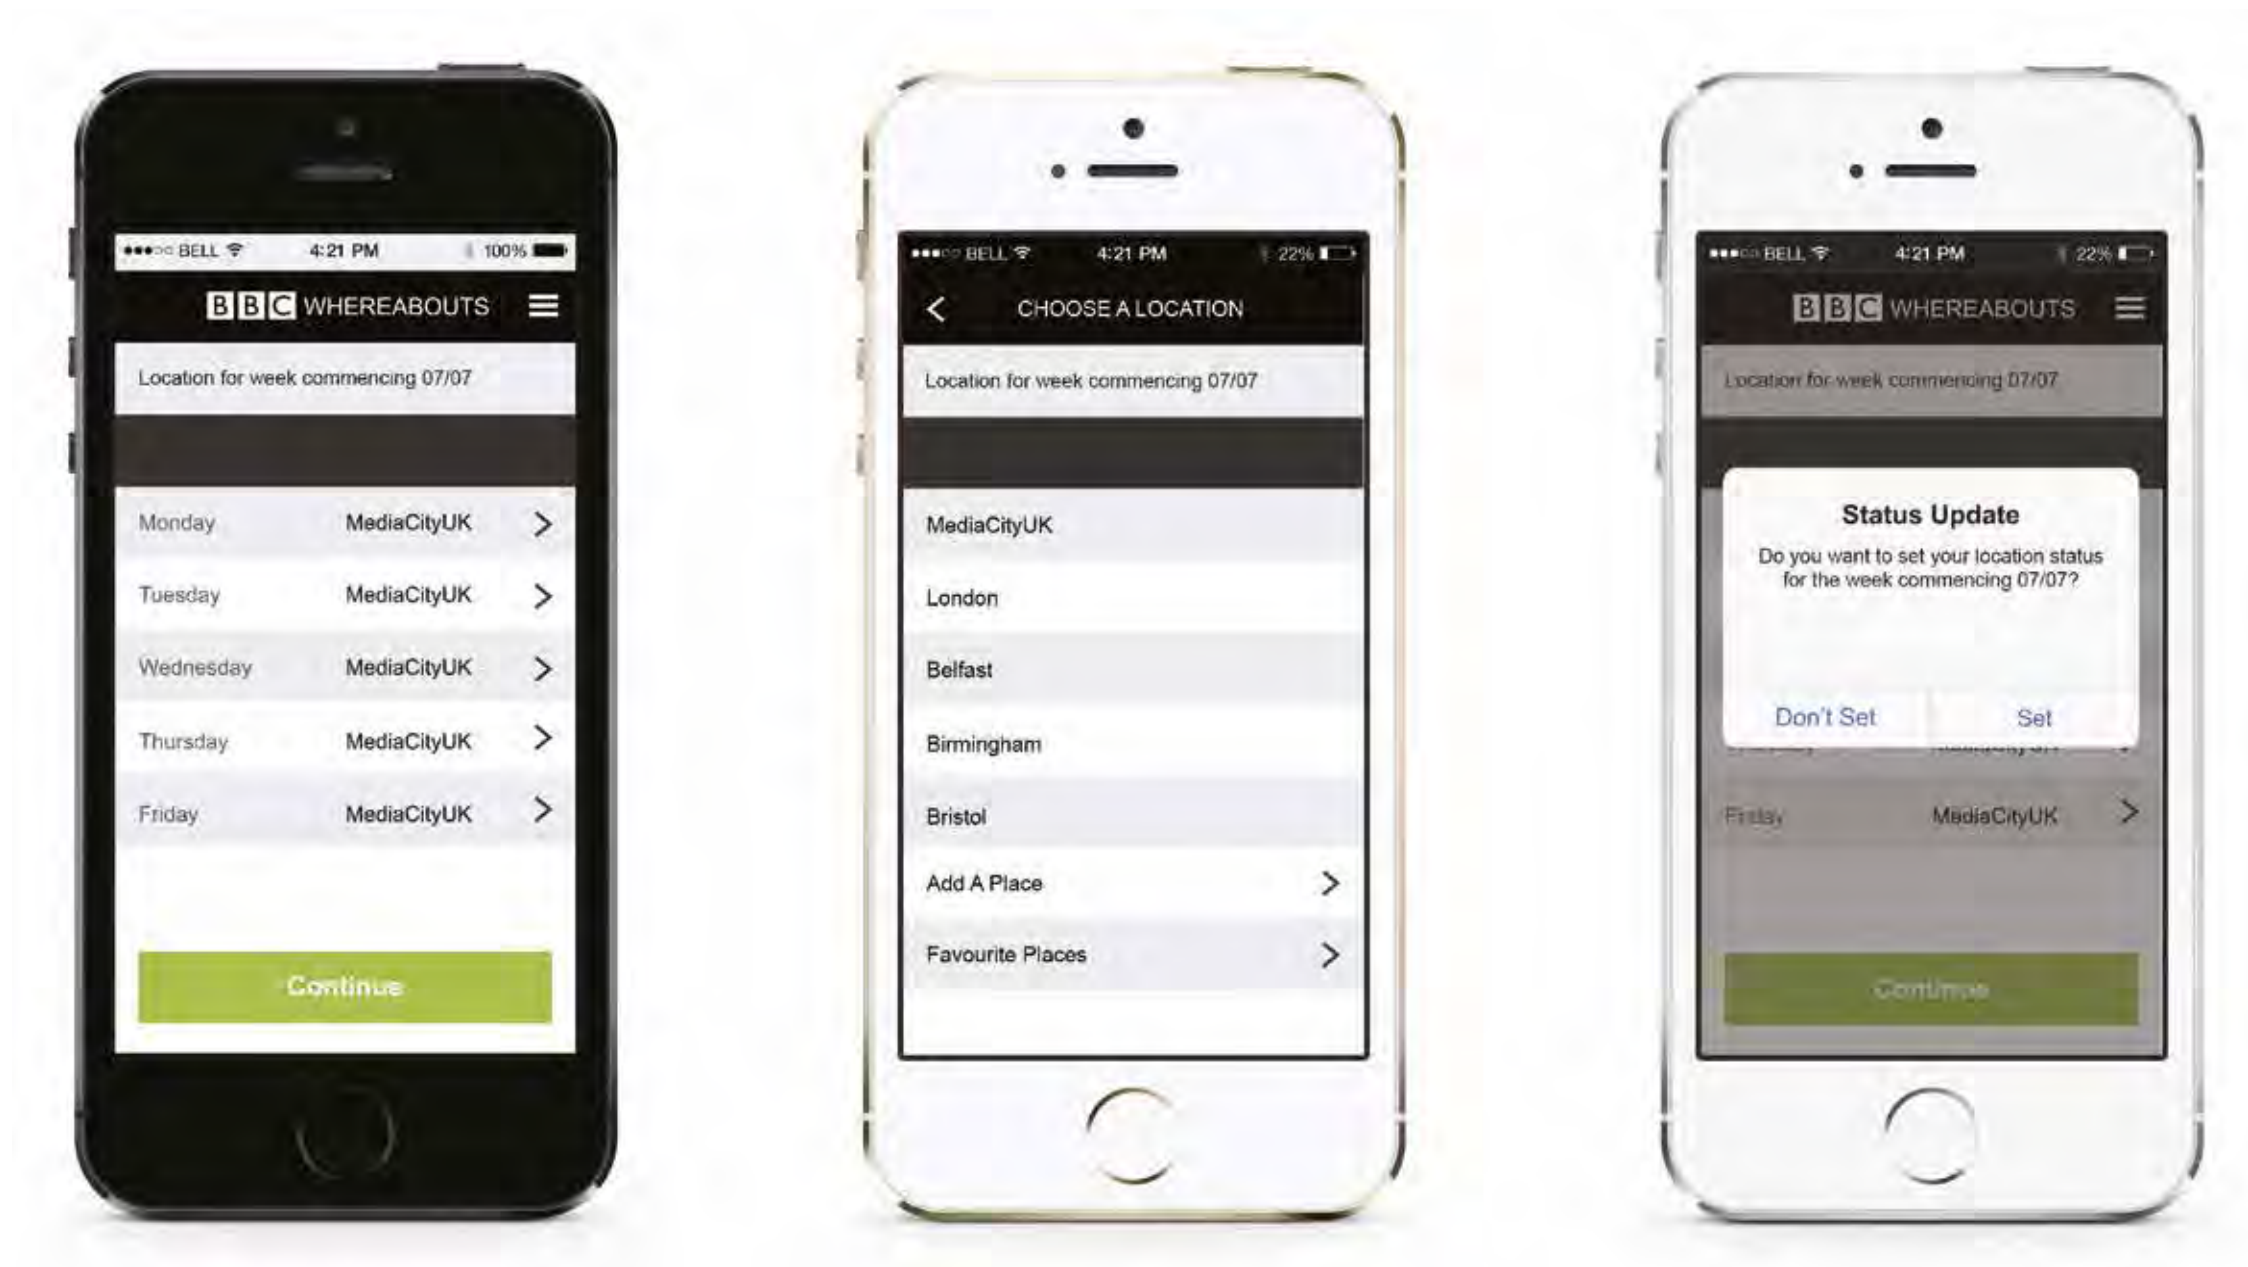 BELL 4:21 PM 100%
BBC WHEREABOUTS
Location for week commencing 07/07
Monday MediaCityUK
Tuesday MediaCityUK
Wednesday MediaCityUK
Thursday MediaCityUK
Friday MediaCityUK
Continue
BELL 4:21 PM 22%
CHOOSE A LOCATION
Location for week commencing 07/07
MediaCityUK
London
Belfast
Birmingham
Bristol
Add A Place
Favourite Places
BELL 4:21 PM 22%
BBC WHEREABOUTS
Location for week commencing 07/07
Status Update
Do you want to set your location status
for the week commencing 07/07?
Don't Set Set
Friday MediaCityUK
Continue